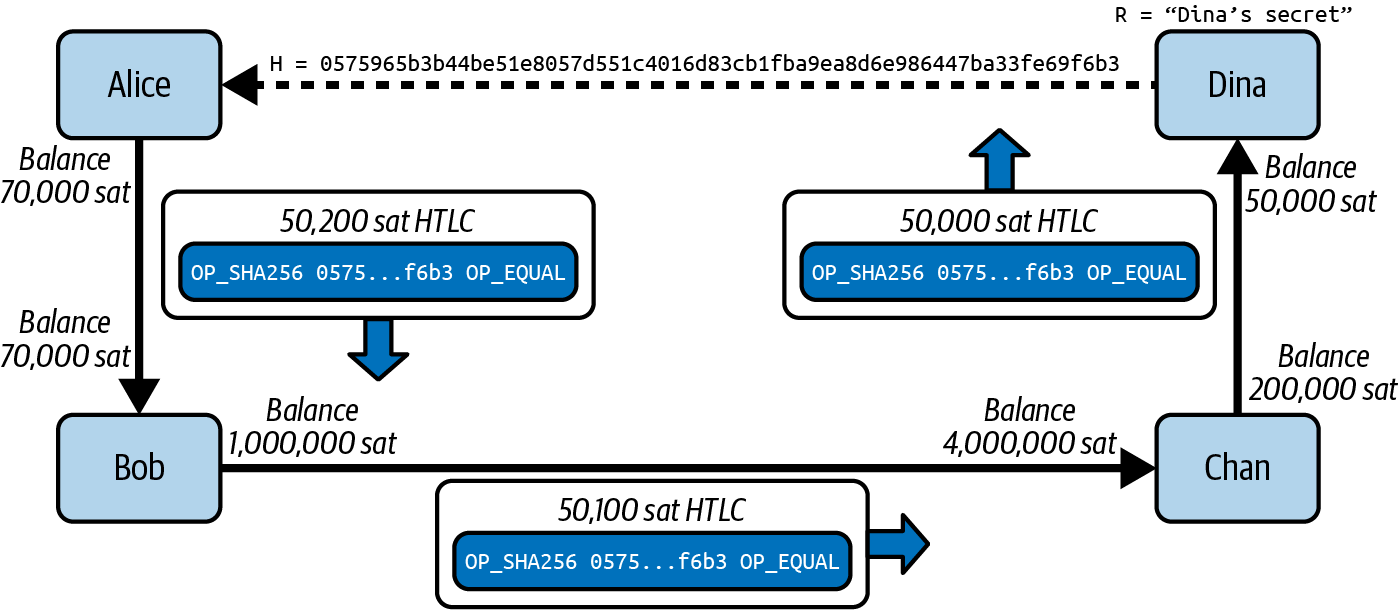 R = “Dina’s secret”
Alice
H = 0575965b3b44be51e8057d551c4016d83cb1fba9ea8d6e986447ba33fe69f6b3
Dina
Balance
70,000 sat
50,200 sat HTLC
OP_SHA256 0575...f6b3 OP_EQUAL
50,000 sat HTLC
OP_SHA256 0575...f6b3 OP_EQUAL
Balance
50,000 sat
Balance
70,000 sat
Balance
200,000 sat
Bob
Balance
1,000,000 sat
Balance
4,000,000 sat
Chan
50,100 sat HTLC
OP_SHA256 0575...f6b3 OP_EQUAL